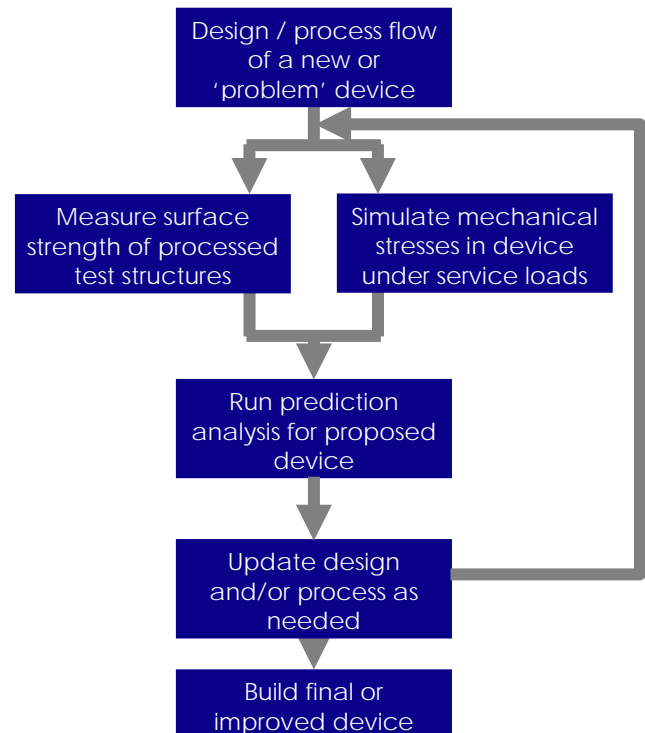 Design / process flow
of a new or
‘problem’ device
Measure surface
strength of processed
test structures
Simulate mechanical
stresses in device
under service loads
Run prediction
analysis for proposed
device
Update design
and/or process as
needed
Build final or
improved device